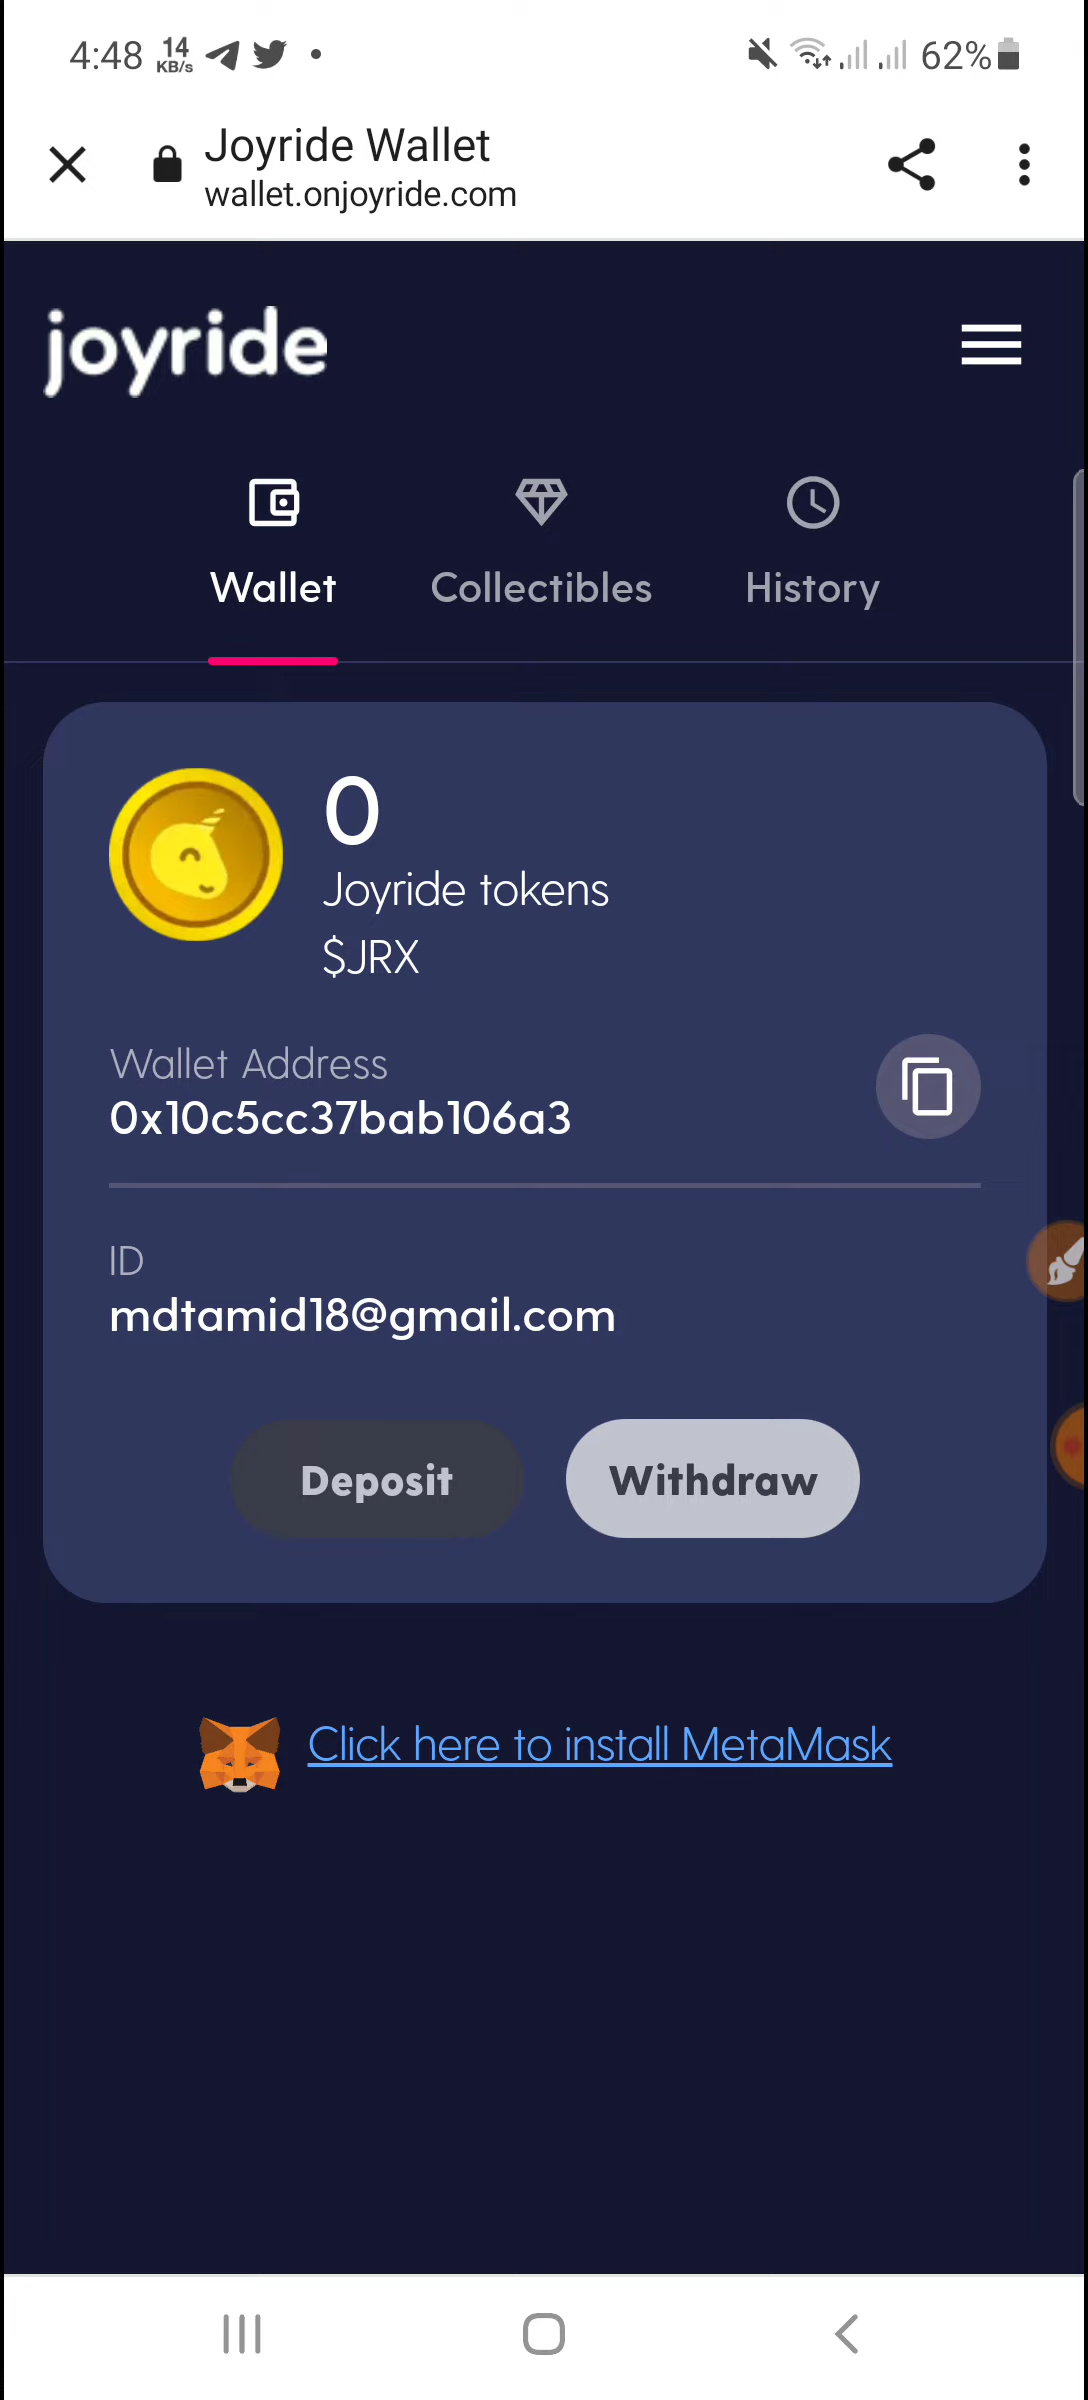 4:48 14 KB/s 62%
Joyride Wallet
wallet.onjoyride.com
joyride
Wallet Collectibles History
0
Joyride tokens
$JRX
Wallet Address
0x10c5cc37bab106a3
ID
mdtamid18@gmail.com
Deposit Withdraw
Click here to install MetaMask